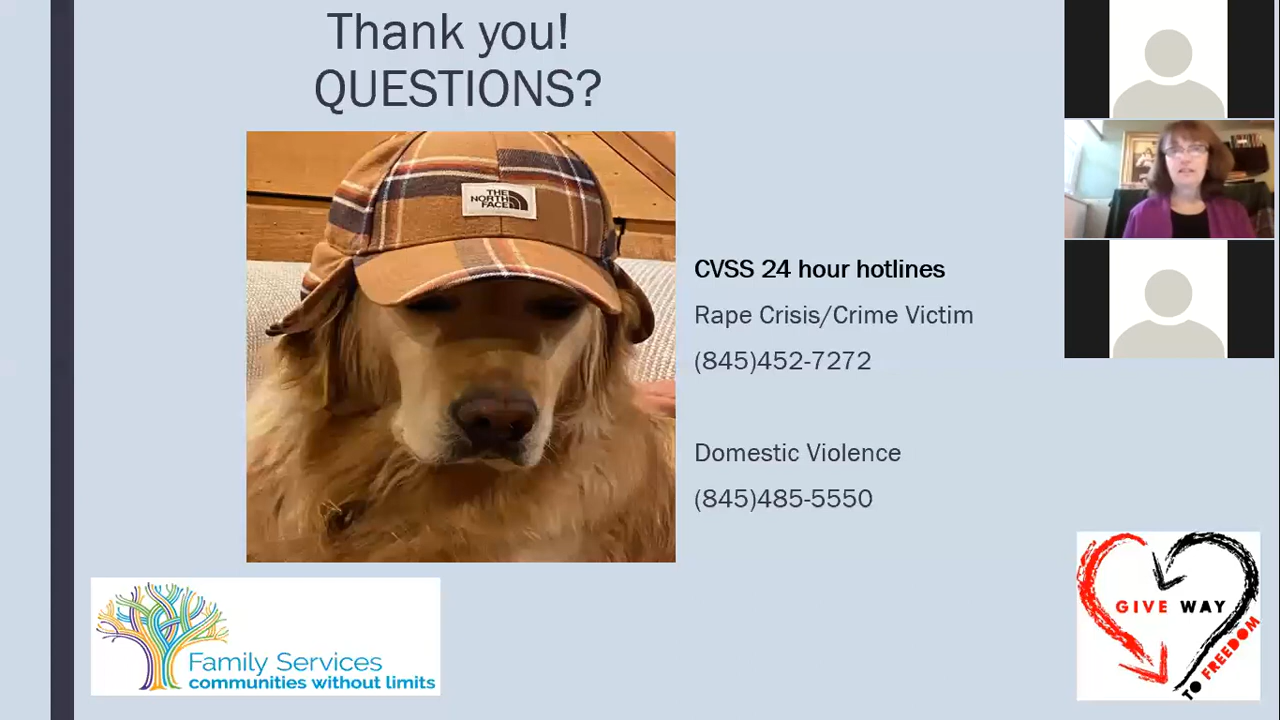 Thank you!
QUESTIONS?
THE
NORTH
FACE
CVSS 24 hour hotlines
Rape Crisis/Crime Victim
(845)452-7272
Domestic Violence
(845)485-5550
Family Services
communities without limits
GIVE WAY
TO FREEDOM